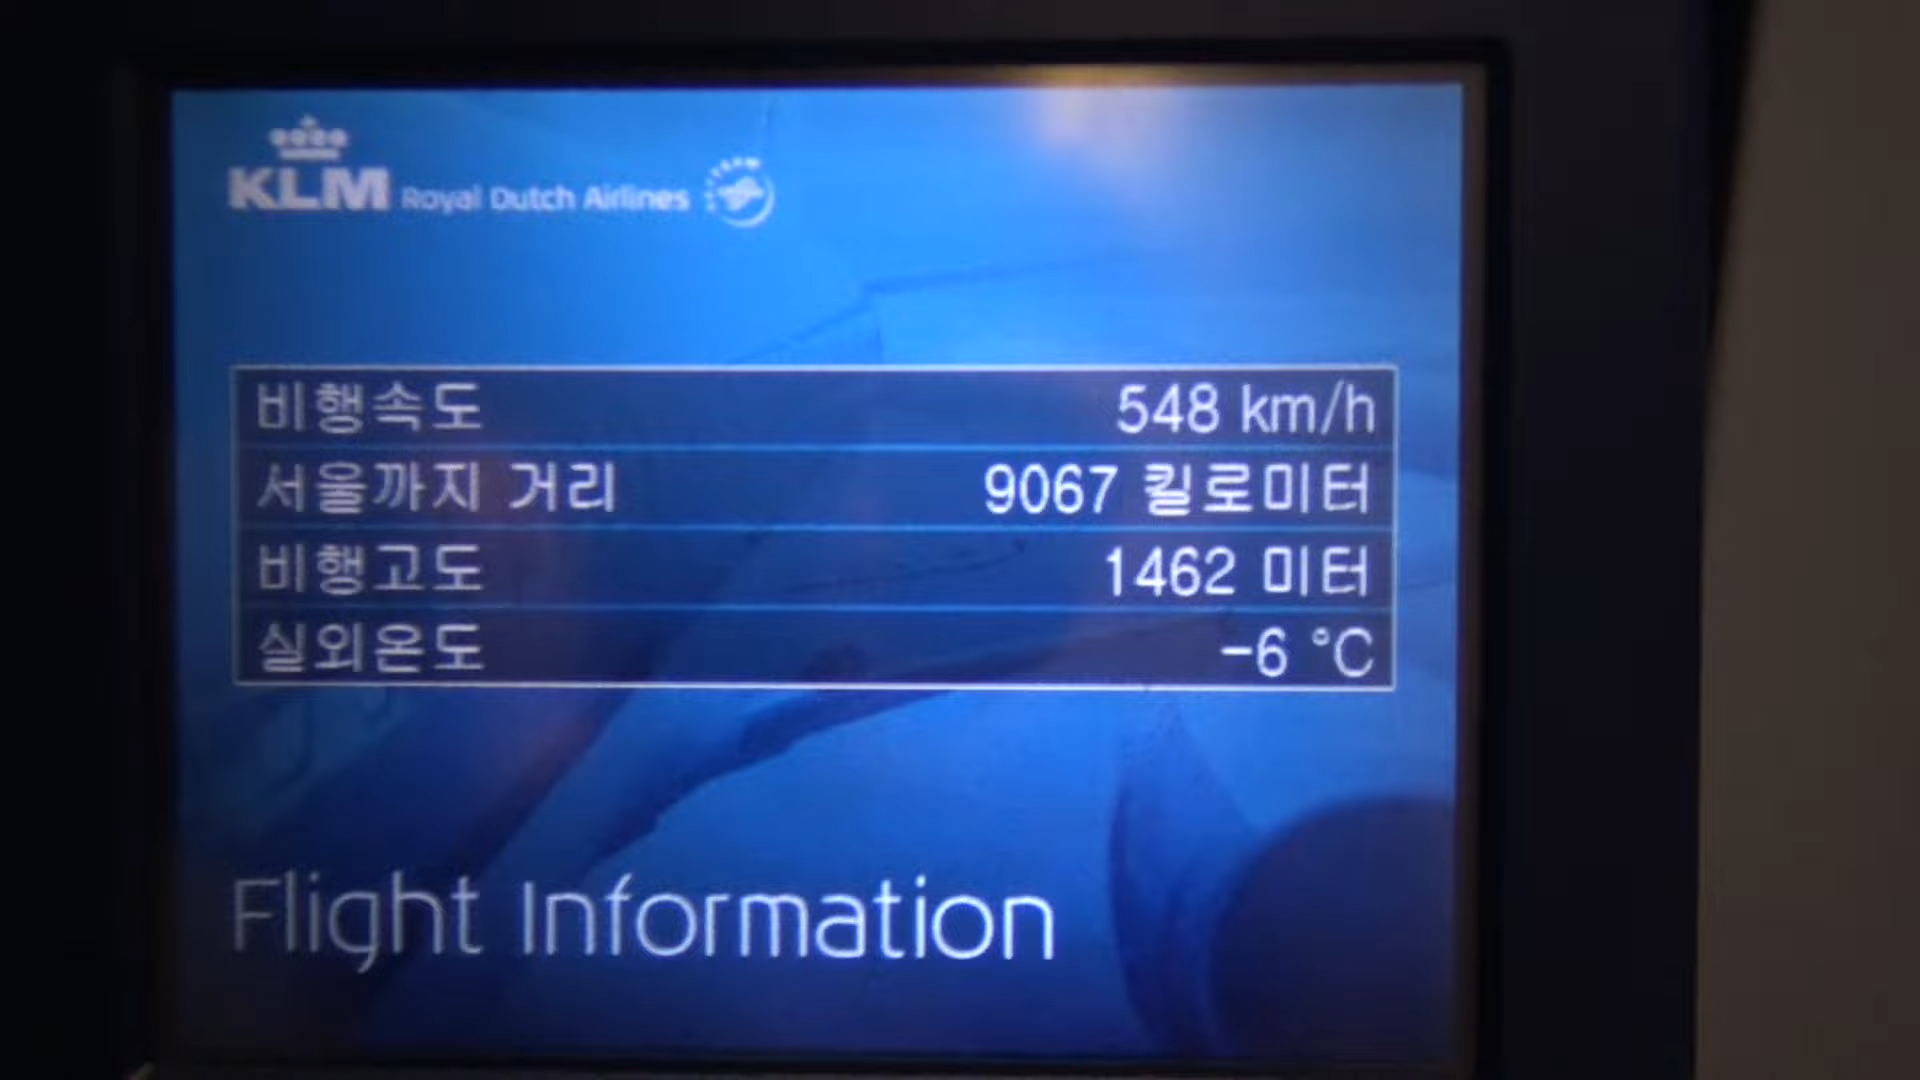 KLM Royal Dutch Airlines
비행속도 548 km/h
서울까지 거리 9067 킬로미터
비행고도 1462 미터
실외온도 -6 °C
Flight Information